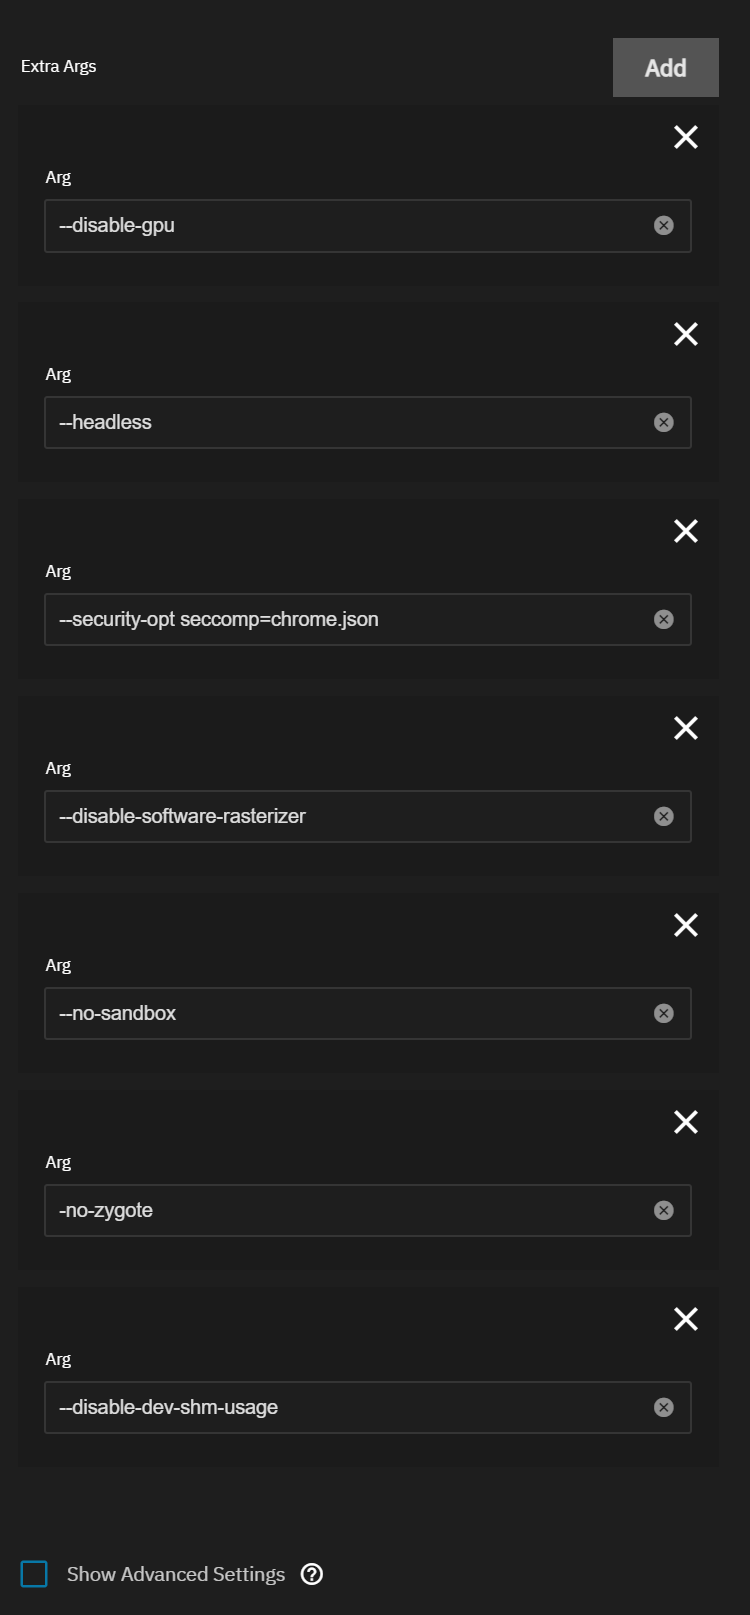 Extra Args
Add
Arg
--disable-gpu
Arg
--headless
Arg
--security-opt seccomp=chrome.json
Arg
--disable-software-rasterizer
Arg
--no-sandbox
Arg
-no-zygote
Arg
--disable-dev-shm-usage
Show Advanced Settings